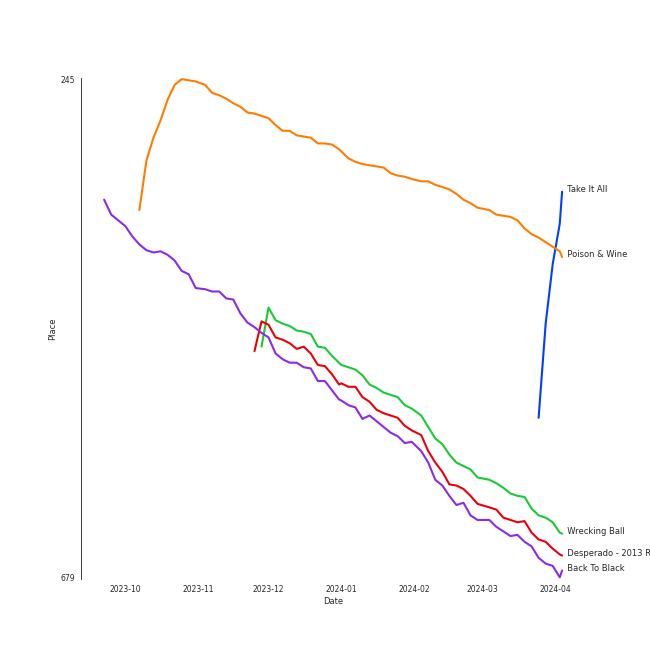 245
Take It All
Poison & Wine
Place
Wrecking Ball
Desperado - 2013 R
Back To Black
679
2023-10
2023-11
2023-12
2024-01
2024-02
2024-03
2024-04
Date